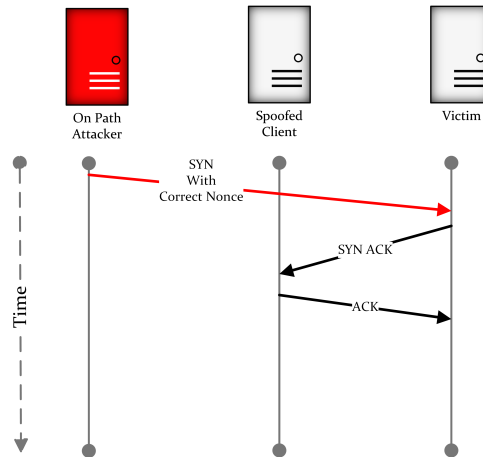 On Path
Attacker
Spoofed
Client
Victim
SYN
With
Correct Nonce
SYN ACK
ACK
Time